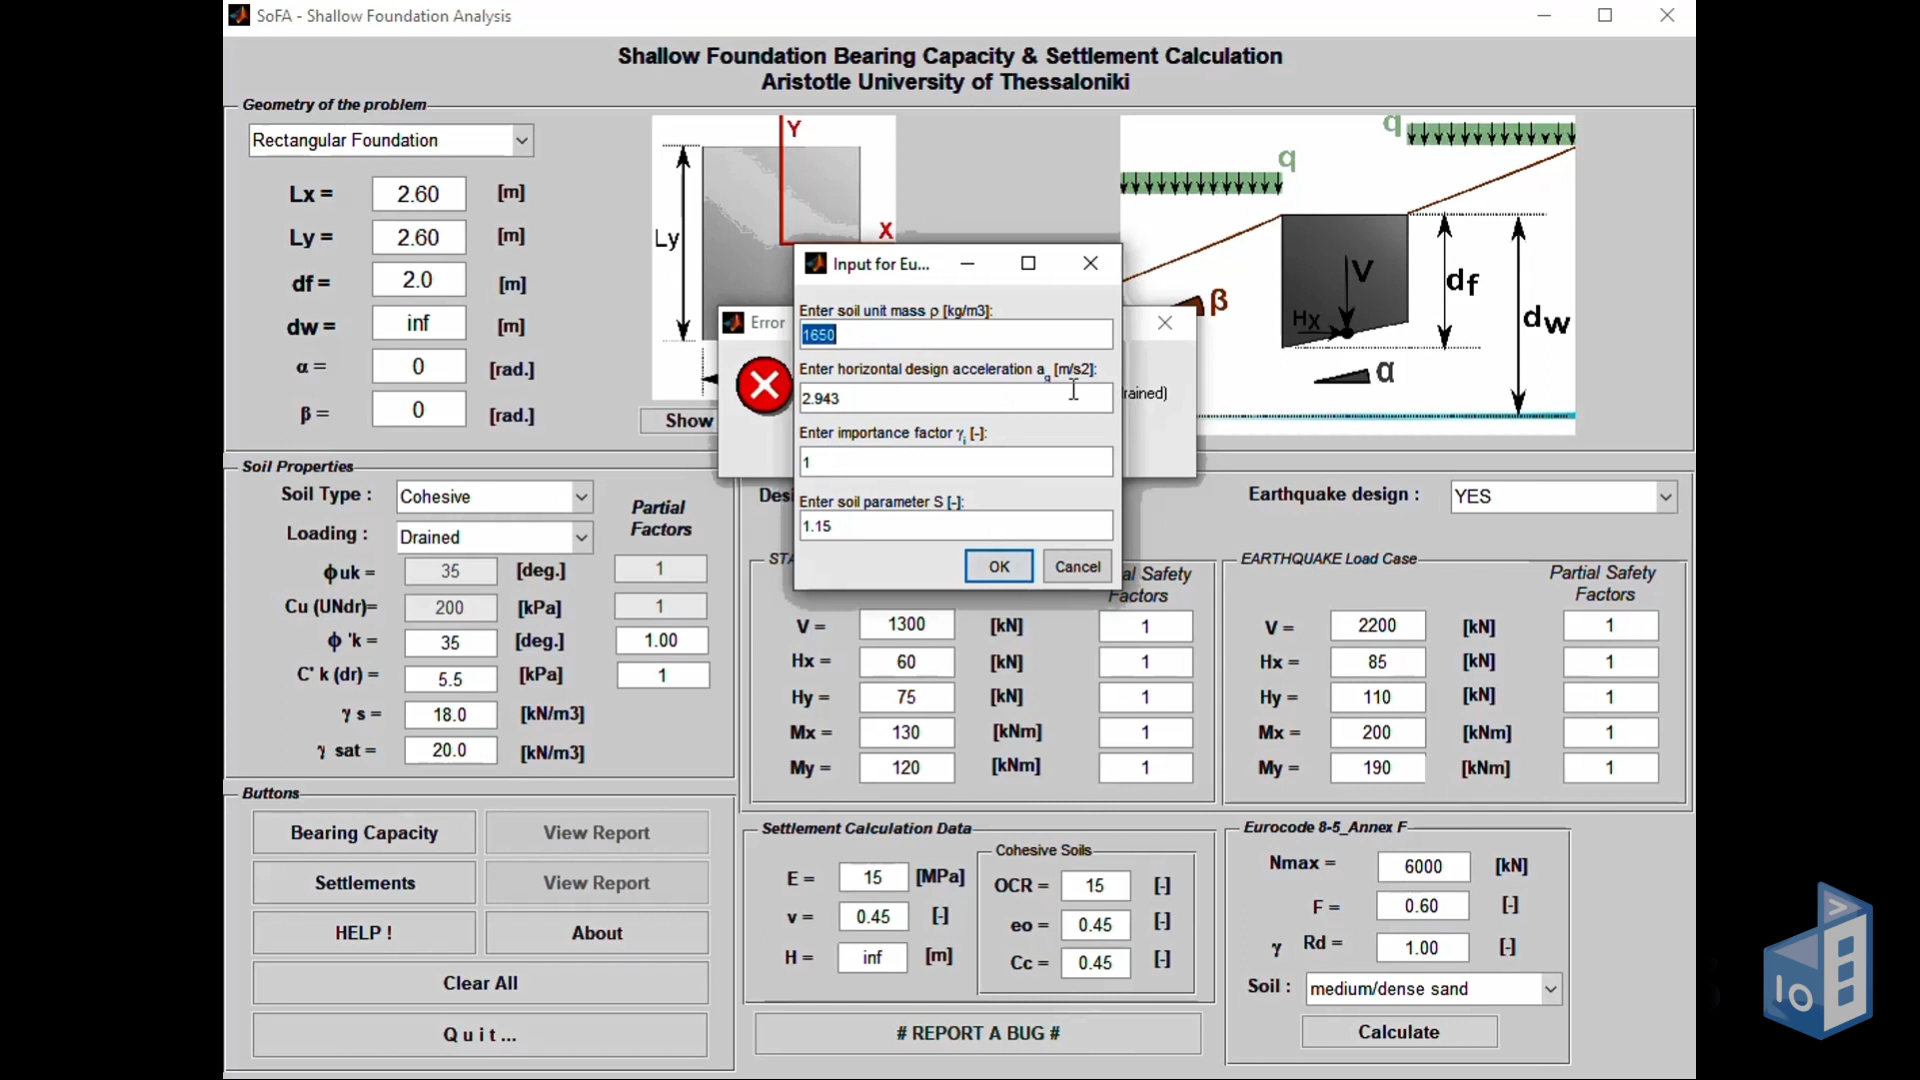 SoFA - Shallow Foundation Analysis
Shallow Foundation Bearing Capacity & Settlement Calculation
Aristotle University of Thessaloniki
Geometry of the problem
Rectangular Foundation
Lx = 2.60 [m]
Ly = 2.60 [m]
df = 2.0 [m]
dw = inf [m]
α = 0 [rad.]
β = 0 [rad.]
Y
X
Ly
Show
q
q
V
Hx
df
dw
β
α
Error
rained)
Input for Eu...
Enter soil unit mass ρ [kg/m3]:
1650
Enter horizontal design acceleration ag [m/s2]:
2.943
Enter importance factor γi [-]:
1
Enter soil parameter S [-]:
1.15
OK Cancel
Soil Properties
Soil Type : Cohesive
Loading : Drained
Partial
Factors
ϕuk = 35 [deg.] 1
Cu (UNdr)= 200 [kPa] 1
ϕ 'k = 35 [deg.] 1.00
C' k (dr) = 5.5 [kPa] 1
γ s = 18.0 [kN/m3]
γ sat = 20.0 [kN/m3]
Desi
Earthquake design : YES
STA
al Safety
Factors
V = 1300 [kN] 1
Hx = 60 [kN] 1
Hy = 75 [kN] 1
Mx = 130 [kNm] 1
My = 120 [kNm] 1
EARTHQUAKE Load Case
Partial Safety
Factors
V = 2200 [kN] 1
Hx = 85 [kN] 1
Hy = 110 [kN] 1
Mx = 200 [kNm] 1
My = 190 [kNm] 1
Buttons
Bearing Capacity View Report
Settlements View Report
HELP ! About
Clear All
Q u i t ...
Settlement Calculation Data
E = 15 [MPa]
v = 0.45 [-]
H = inf [m]
Cohesive Soils
OCR = 15 [-]
eo = 0.45 [-]
Cc = 0.45 [-]
# REPORT A BUG #
Eurocode 8-5_Annex F
Nmax = 6000 [kN]
F = 0.60 [-]
γ Rd = 1.00 [-]
Soil : medium/dense sand
Calculate
Io